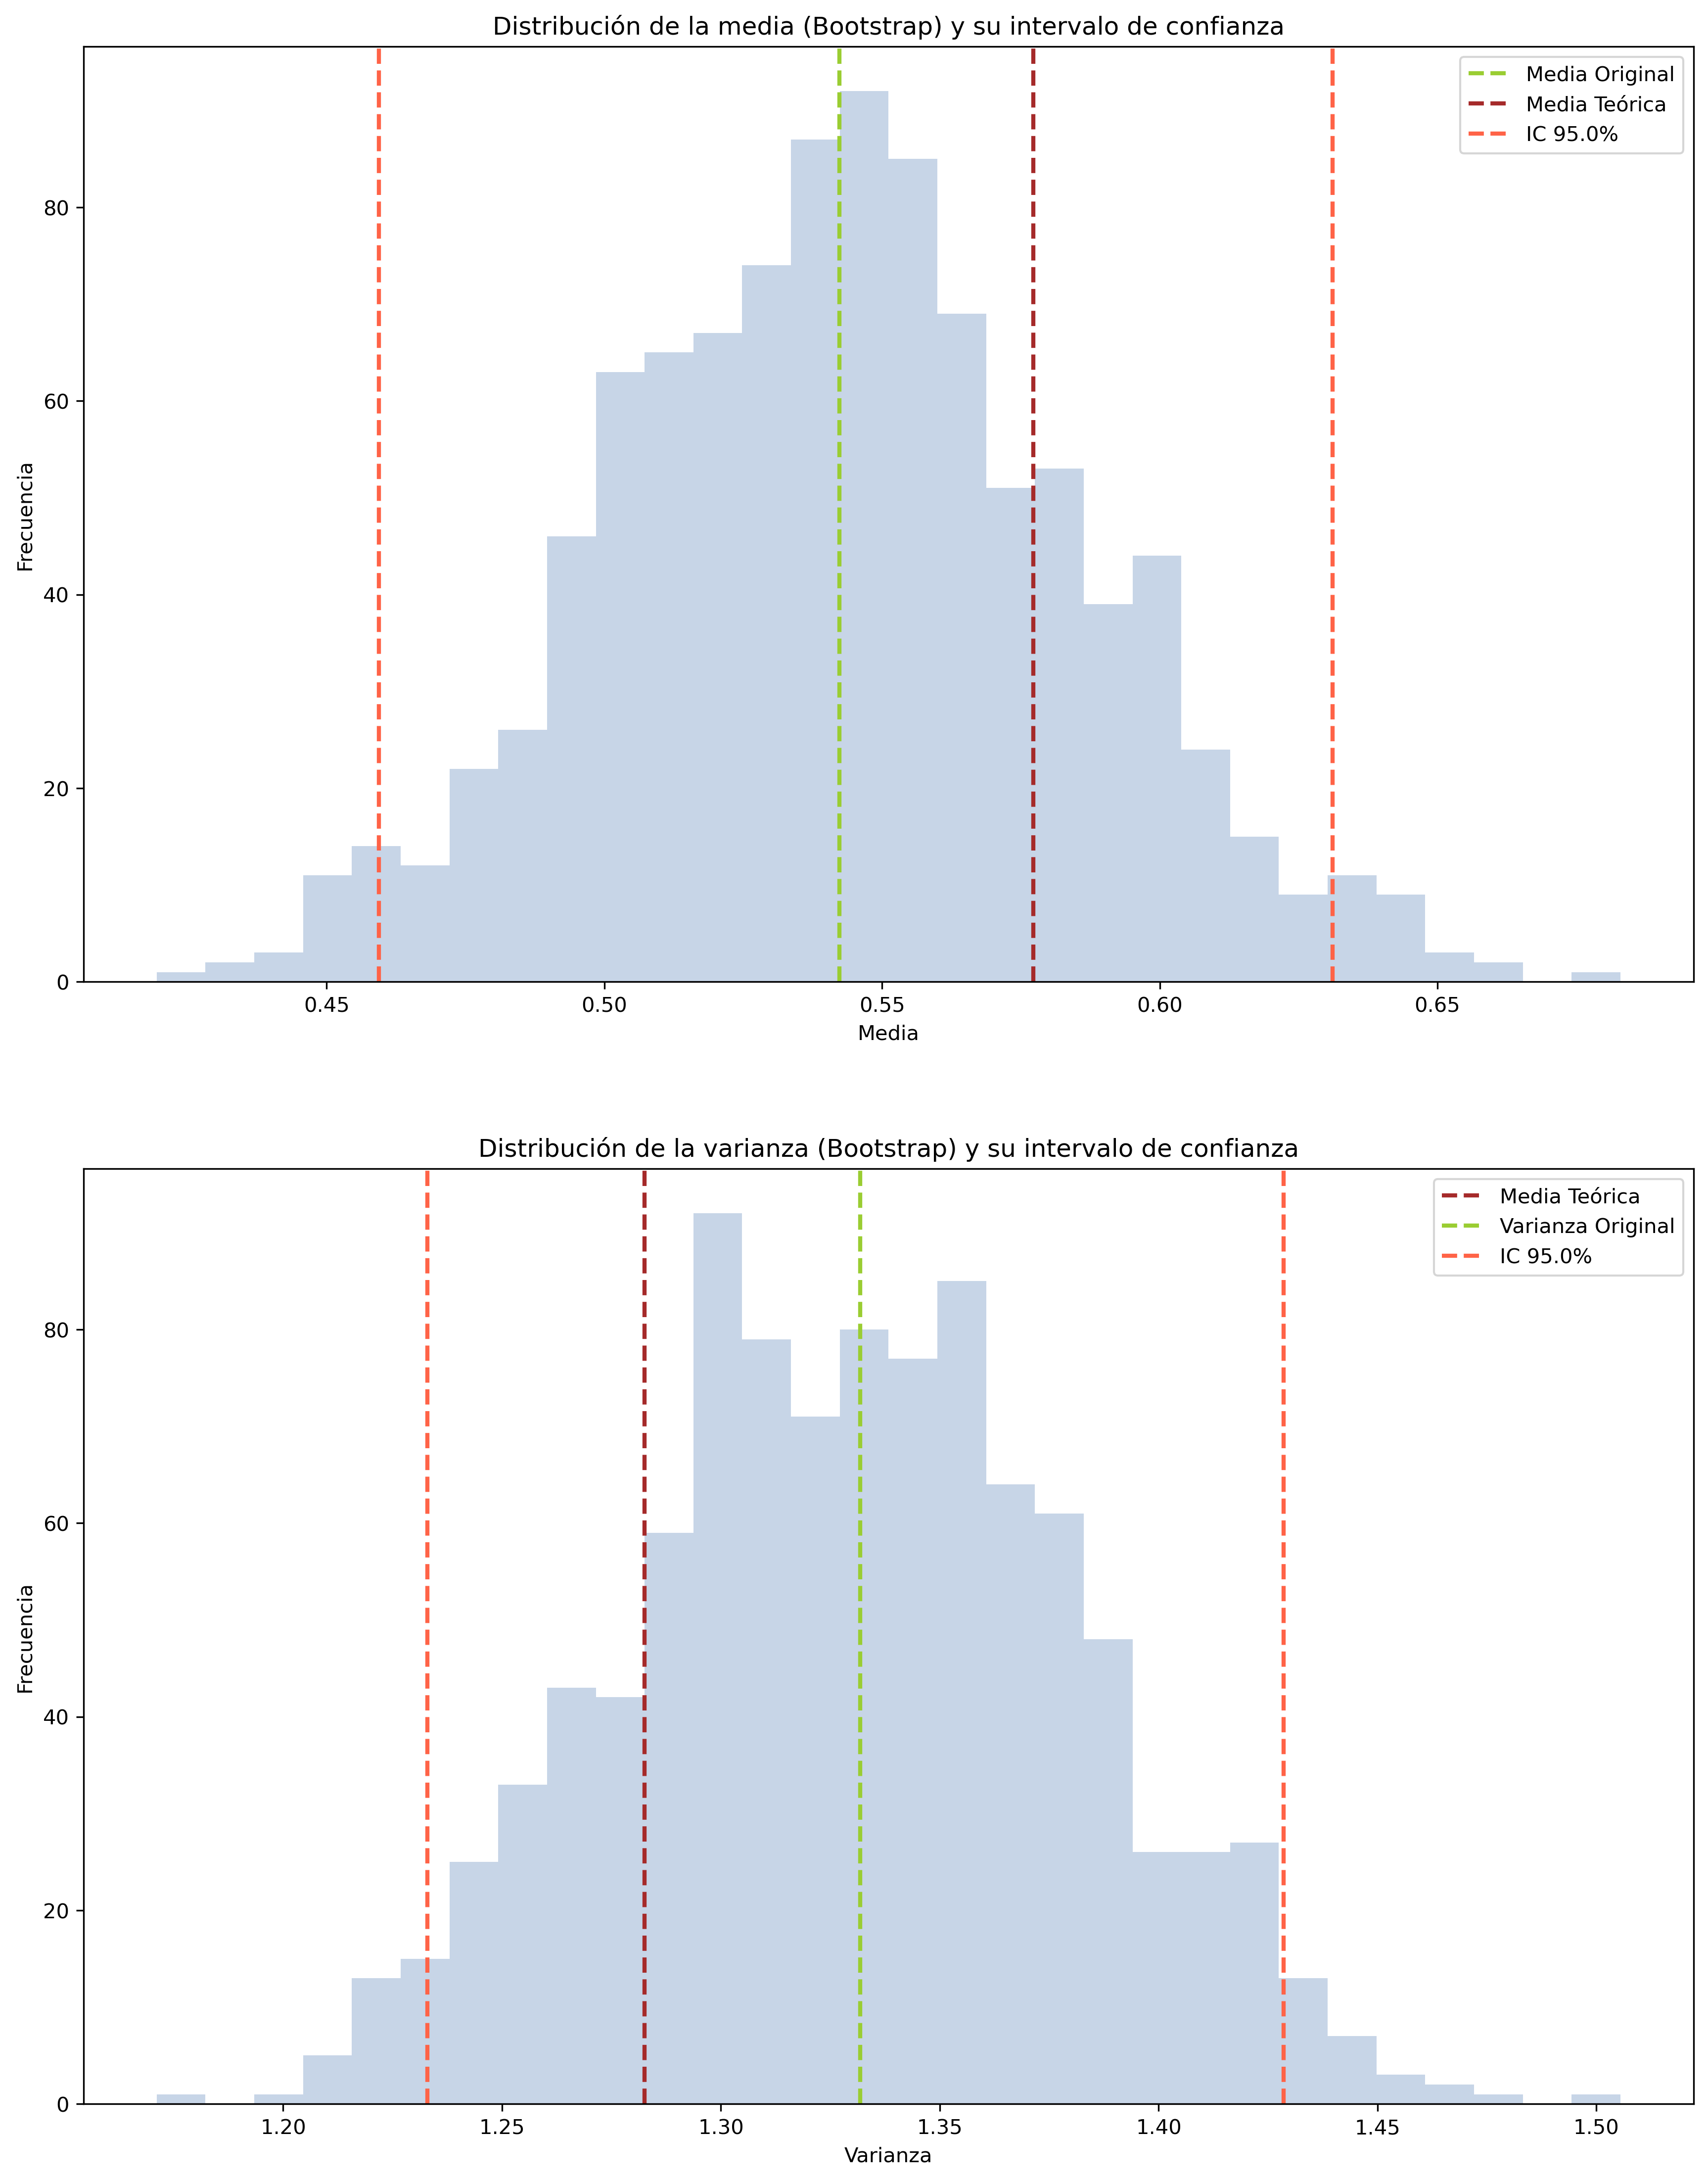 Distribución de la media (Bootstrap) y su intervalo de confianza
Media Original
Media Teórica
IC 95.0%
80
60
40
20
0
Frecuencia
0.45 0.50 0.55 0.60 0.65
Media
Distribución de la varianza (Bootstrap) y su intervalo de confianza
Media Teórica
Varianza Original
IC 95.0%
80
60
40
20
0
Frecuencia
1.20 1.25 1.30 1.35 1.40 1.45 1.50
Varianza